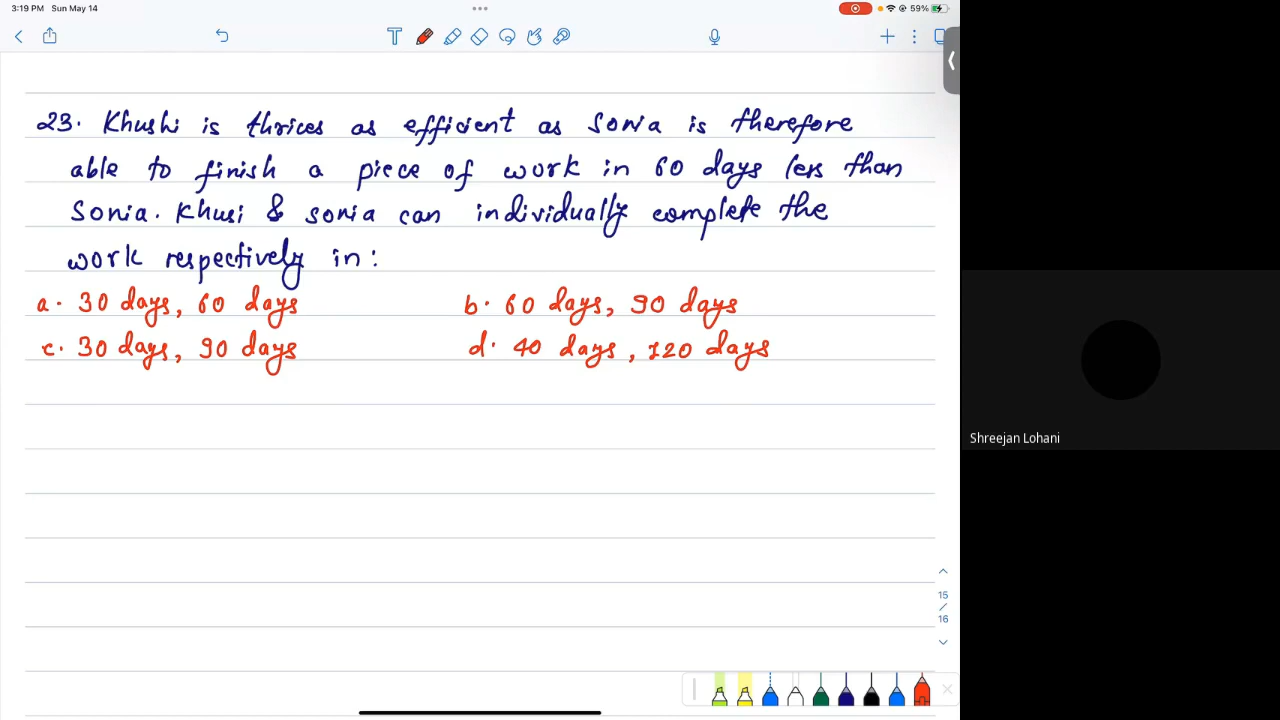 3:19 PM Sun May 14
59%
23. Khushi is thrices as efficient as Sonia is therefore
able to finish a piece of work in 60 days less than
Sonia. Khusi & sonia can individually complete the
work respectively in:
a. 30 days, 60 days b. 60 days, 90 days
c. 30 days, 90 days d. 40 days, 120 days
Shreejan Lohani
15
/
16